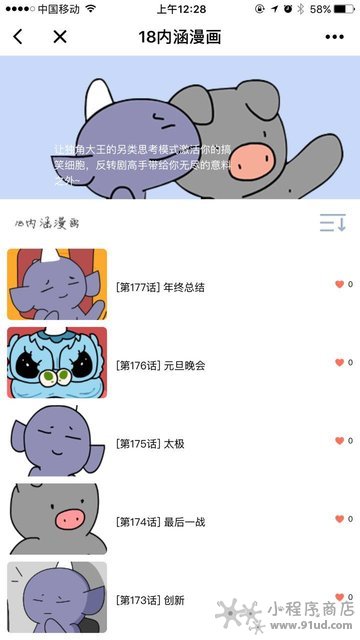 中国移动
上午12:28
58%
18内涵漫画
让独角大王的另类思考模式激活你的搞
笑细胞，反转剧高手带给你无尽的意料
之外~
18内涵漫画
[第177话] 年终总结
0
[第176话] 元旦晚会
0
[第175话] 太极
0
[第174话] 最后一战
0
[第173话] 创新
0
小程序商店
www.91ud.com